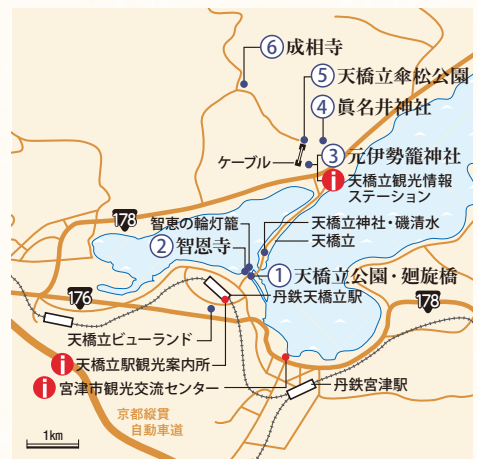 ⑥成相寺
⑤天橋立傘松公園
④眞名井神社
ケーブル
③元伊勢籠神社
i 天橋立観光情報
ステーション
178
智恵の輪灯籠
②智恩寺
天橋立神社・磯清水
天橋立
①天橋立公園・廻旋橋
丹鉄天橋立駅
176
178
天橋立ビューランド
i 天橋立駅観光案内所
i 宮津市観光交流センター
丹鉄宮津駅
京都縦貫
自動車道
1km